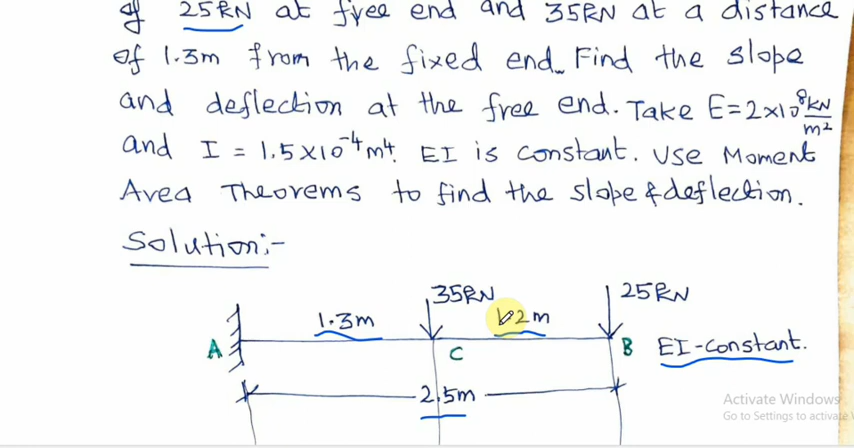 of 25KN at free end and 35KN at a distance
of 1.3m from the fixed end. Find the slope
and deflection at the free end. Take E=2×10⁸ KN/m²
and I = 1.5×10⁻⁴m⁴. EI is constant. Use Moment
Area Theorems to find the slope & deflection.
Solution:-
35KN 25KN
1.3m 1.2m
A C B EI-constant.
2.5m
Activate Windows
Go to Settings to activate